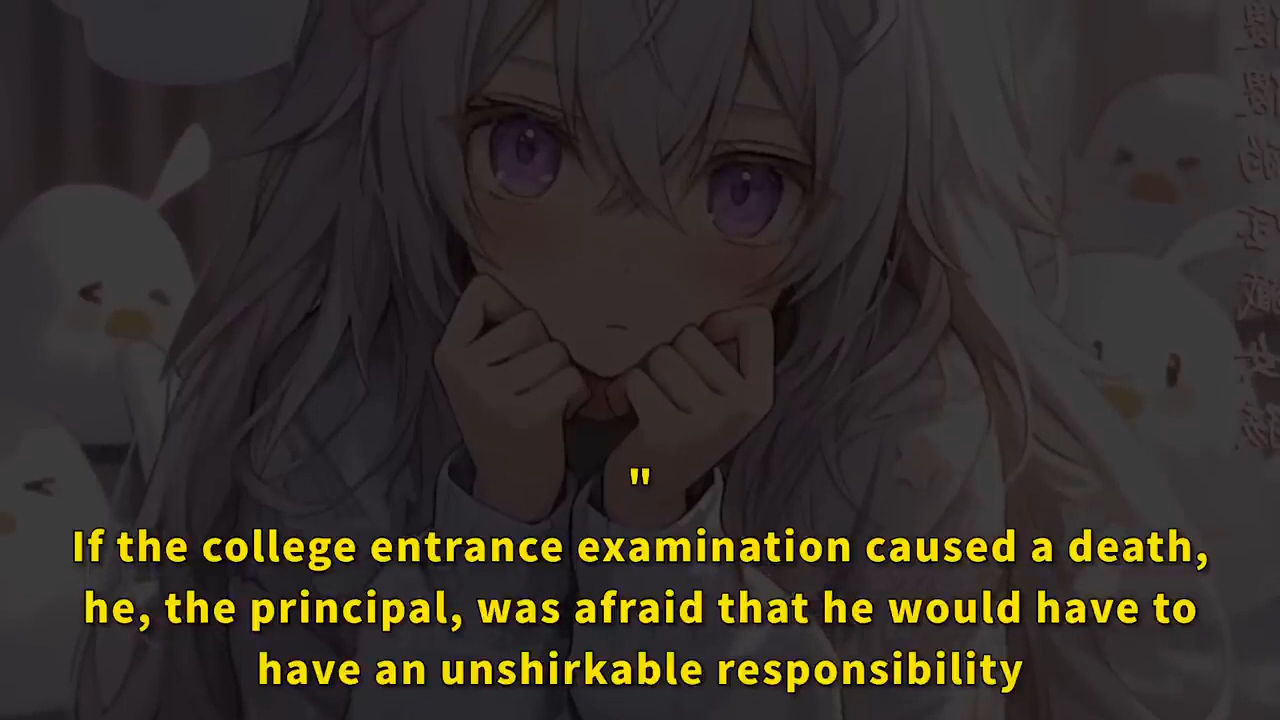 "
If the college entrance examination caused a death,
he, the principal, was afraid that he would have to
have an unshirkable responsibility